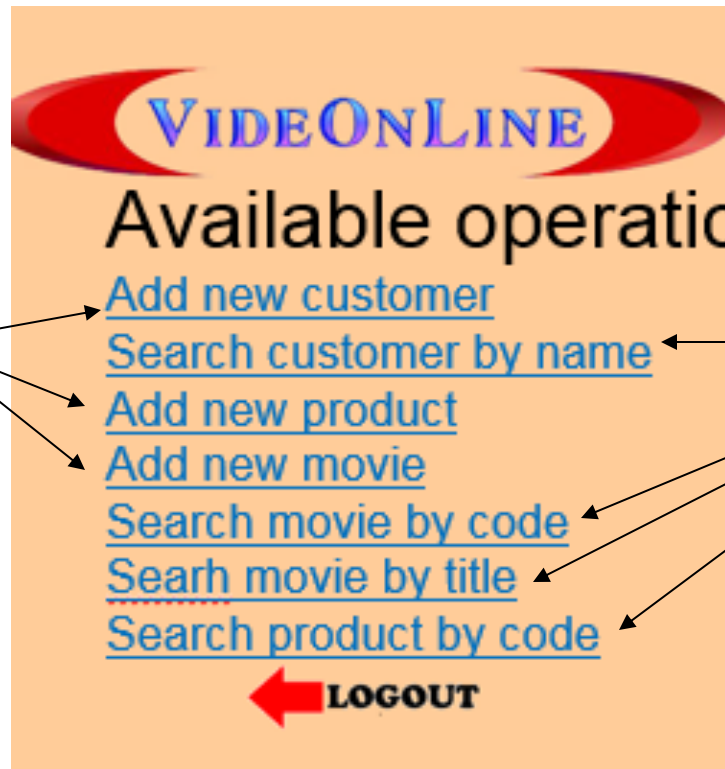 VIDEONLINE
Available operatio
Add new customer
Search customer by name
Add new product
Add new movie
Search movie by code
Searh movie by title
Search product by code
LOGOUT